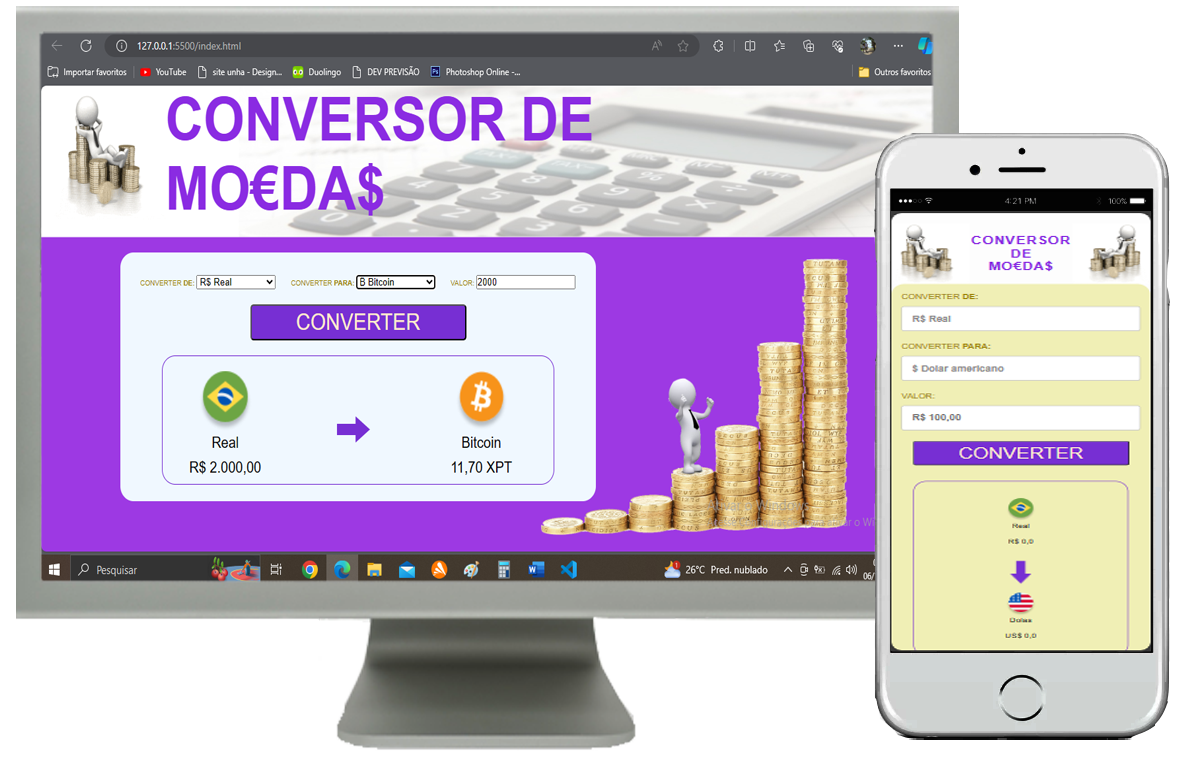 127.0.0.1:5500/index.html
Importar favoritos
YouTube
site unha - Design...
Duolingo
DEV PREVISÃO
Photoshop Online -...
Outros favoritos
CONVERSOR DE
MO€DA$
CONVERTER DE: R$ Real
CONVERTER PARA: B Bitcoin
VALOR: 2000
CONVERTER
Real
R$ 2.000,00
Bitcoin
11,70 XPT
Pesquisar
26°C Pred. nublado
06/
4:21 PM
100%
CONVERSOR
DE
MO€DA$
CONVERTER DE:
R$ Real
CONVERTER PARA:
$ Dolar americano
VALOR:
R$ 100,00
CONVERTER
Real
R$ 0,0
Dolas
US$ 0,0